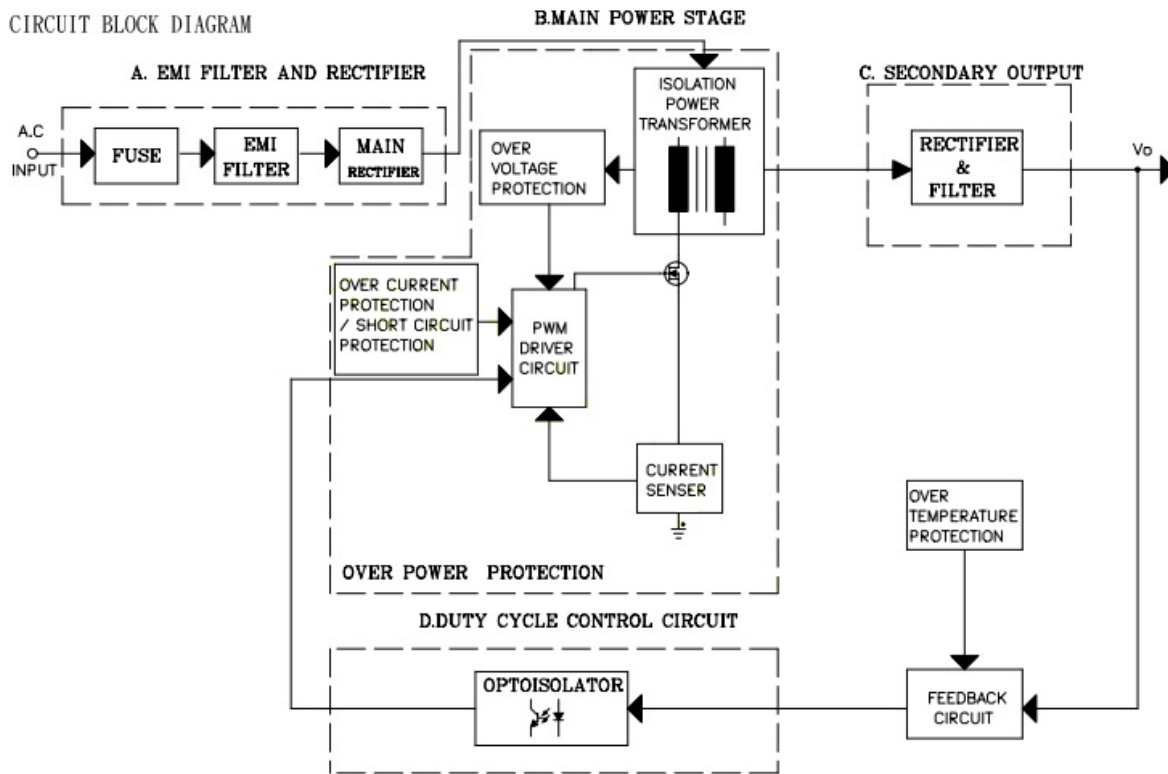 CIRCUIT BLOCK DIAGRAM
B.MAIN POWER STAGE
A. EMI FILTER AND RECTIFIER
C. SECONDARY OUTPUT
A.C
INPUT
FUSE
EMI
FILTER
MAIN
RECTIFIER
OVER
VOLTAGE
PROTECTION
ISOLATION
POWER
TRANSFORMER
RECTIFIER
&
FILTER
Vo
OVER CURRENT
PROTECTION
/ SHORT CIRCUIT
PROTECTION
PWM
DRIVER
CIRCUIT
CURRENT
SENSER
OVER
TEMPERATURE
PROTECTION
OVER POWER PROTECTION
D.DUTY CYCLE CONTROL CIRCUIT
OPTOISOLATOR
FEEDBACK
CIRCUIT